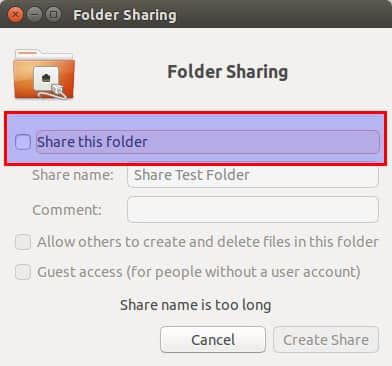 Folder Sharing
Folder Sharing
Share this folder
Share name: Share Test Folder
Comment:
Allow others to create and delete files in this folder
Guest access (for people without a user account)
Share name is too long
Cancel Create Share